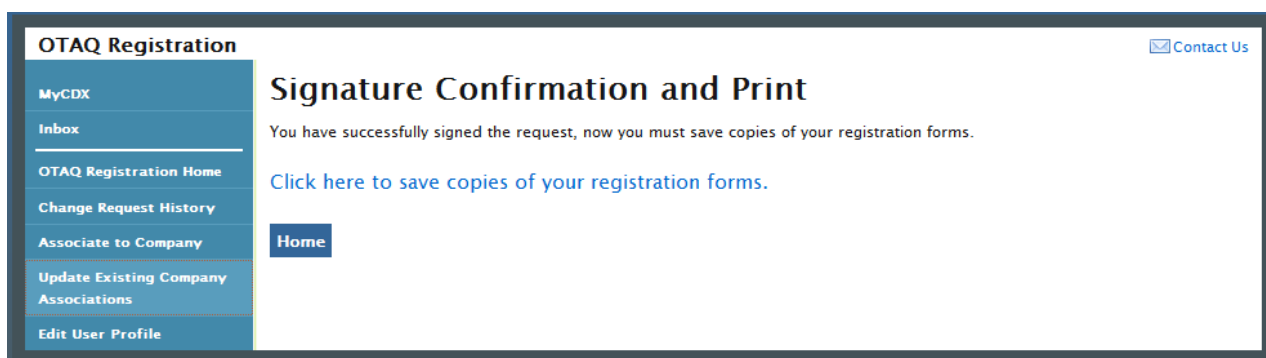 OTAQ Registration
Contact Us
MyCDX
Inbox
OTAQ Registration Home
Change Request History
Associate to Company
Update Existing Company
Associations
Edit User Profile
Signature Confirmation and Print
You have successfully signed the request, now you must save copies of your registration forms.
Click here to save copies of your registration forms.
Home